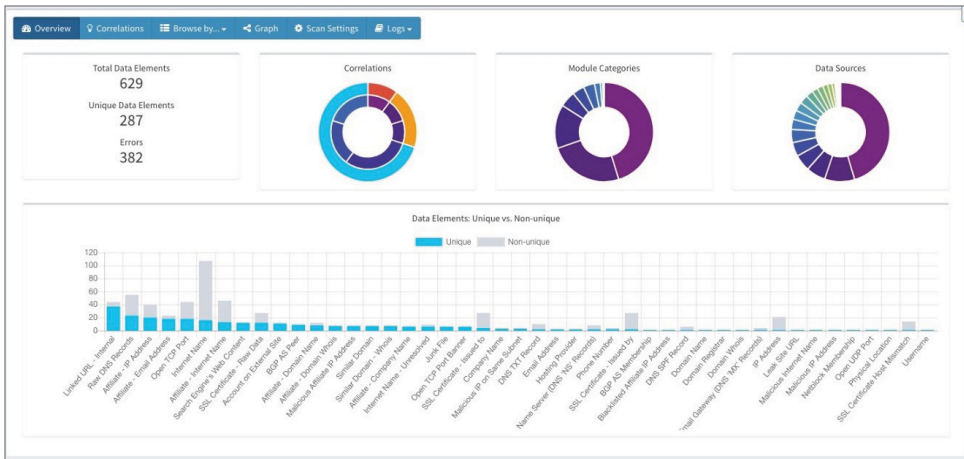 Overview Correlations Browse by... Graph Scan Settings Logs
Total Data Elements
629
Unique Data Elements
287
Errors
382
Correlations
Module Categories
Data Sources
Data Elements: Unique vs. Non-unique
Unique Non-unique
120
100
80
60
40
20
0
Linked URL - Internal
Raw DNS Records
Affiliate - IP Address
Affiliate - Email Address
Open TCP Port
Internet Name
Affiliate - Internet Name
Search Engine's Web Content
SSL Certificate - Raw Data
Account on External Site
BGP AS Peer
Affiliate - Domain Name
Affiliate - Domain Whois
Malicious Affiliate IP Address
Similar Domain
Similar Domain - Whois
Affiliate - Company Name
Internet Name - Unresolved
Junk File
Open TCP Port Banner
SSL Certificate - Issued to
Company Name
Malicious IP on Same Subnet
DNS TXT Record
Email Address
Hosting Provider
Name Server (DNS 'NS' Records)
Phone Number
SSL Certificate - Issued by
BGP AS Membership
Blacklisted Affiliate IP Address
DNS SPF Record
Domain Name
Domain Registrar
Domain Whois
Email Gateway (DNS 'MX' Records)
IP Address
Leak Site URL
Malicious Internet Name
Malicious IP Address
Netblock Membership
Open UDP Port
Physical Location
SSL Certificate Host Mismatch
Username